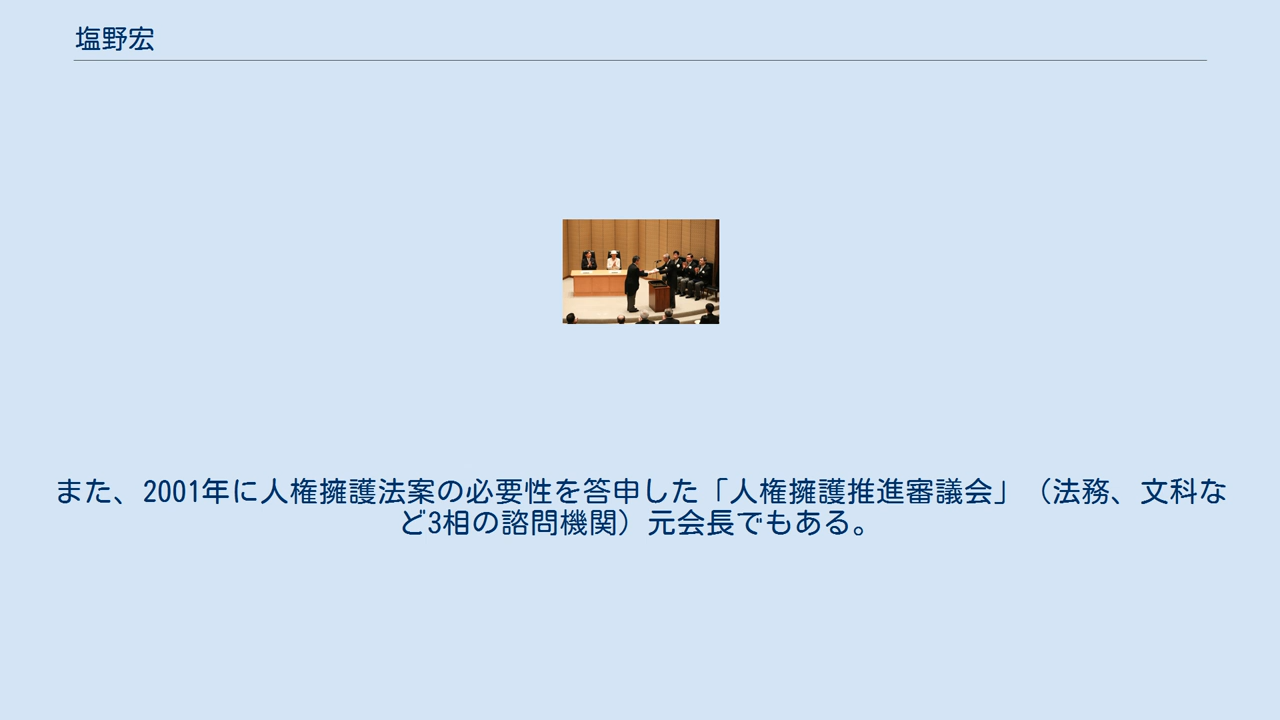 塩野宏
また、2001年に人権擁護法案の必要性を答申した「人権擁護推進審議会」（法務、文科な
ど3相の諮問機関）元会長でもある。